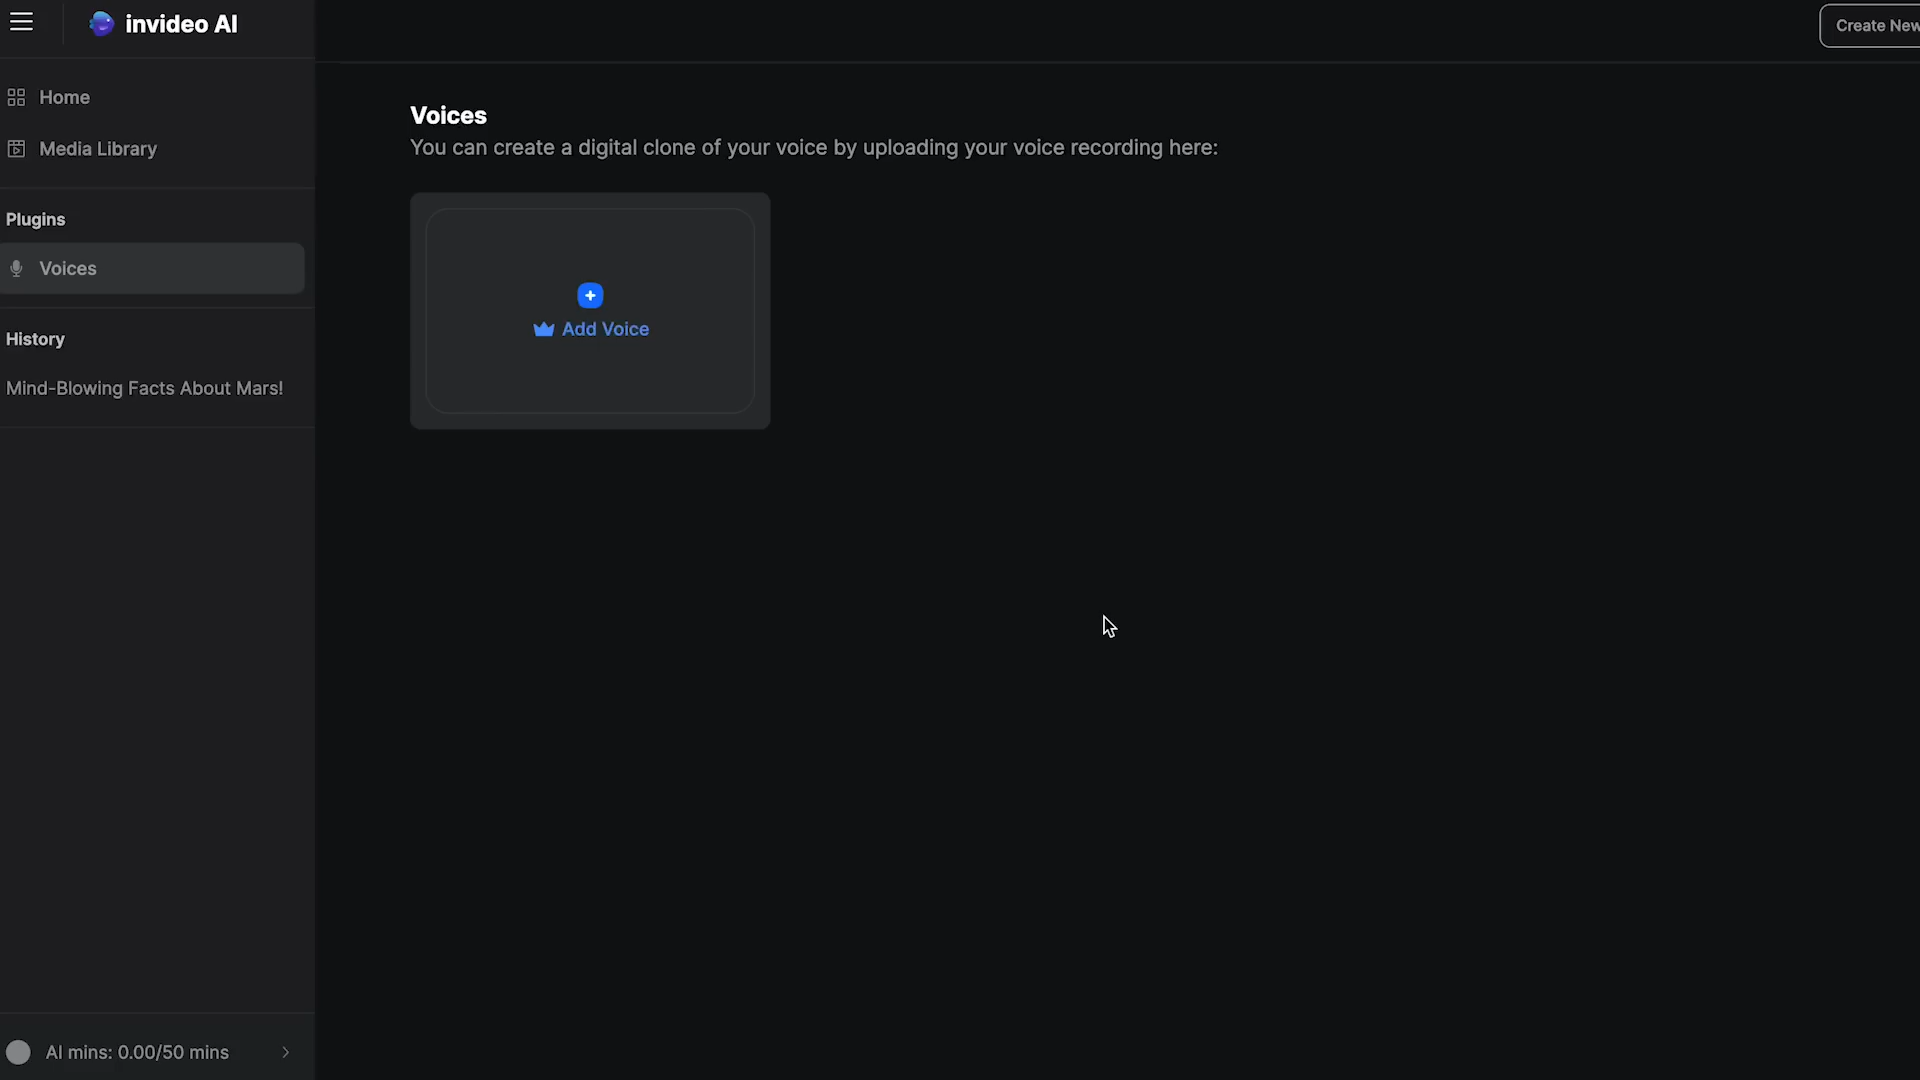 invideo AI
Create New
Home
Media Library
Plugins
Voices
History
Mind-Blowing Facts About Mars!
AI mins: 0.00/50 mins
Voices
You can create a digital clone of your voice by uploading your voice recording here:
Add Voice